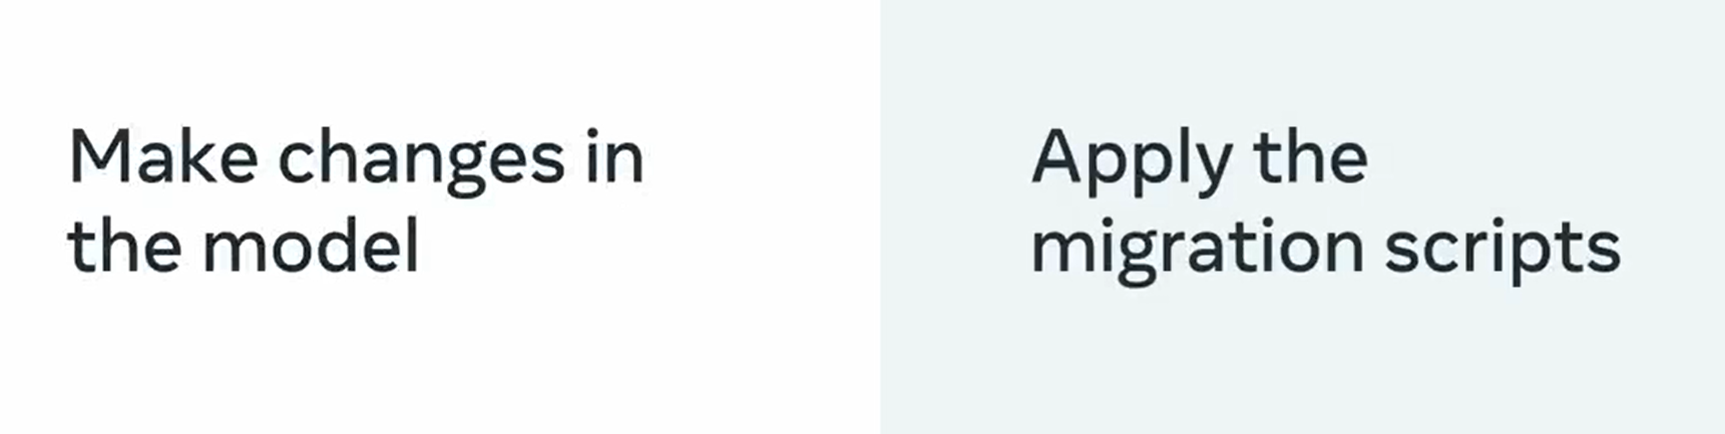 Make changes in
the model
Apply the
migration scripts